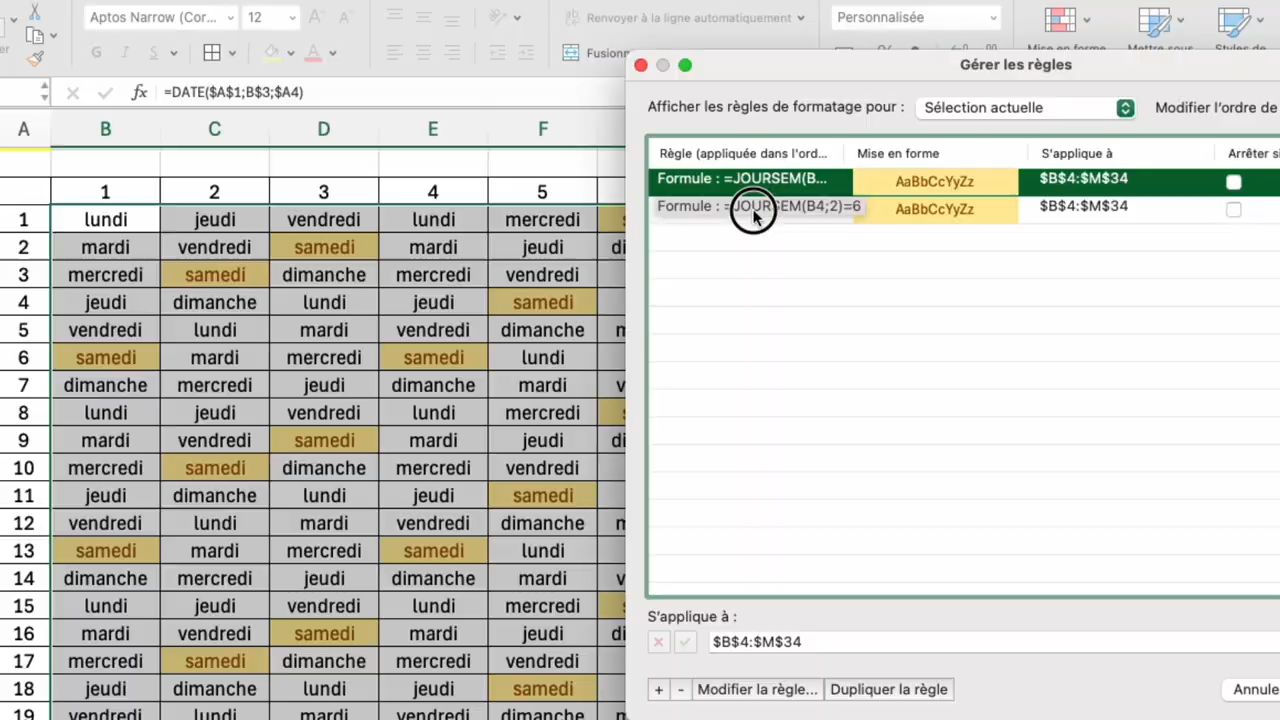 Aptos Narrow (Cor...
12
Renvoyer à la ligne automatiquement
Personnalisée
G I S
Fusionn
Mise en forme
Mettre sous
Styles de
fx =DATE($A$1;B$3;$A4)
A B C D E F
1 2 3 4 5
1 lundi jeudi vendredi lundi mercredi
2 mardi vendredi samedi mardi jeudi di
3 mercredi samedi dimanche mercredi vendredi
4 jeudi dimanche lundi jeudi samedi
5 vendredi lundi mardi vendredi dimanche
6 samedi mardi mercredi samedi lundi
7 dimanche mercredi jeudi dimanche mardi v
8 lundi jeudi vendredi lundi mercredi
9 mardi vendredi samedi mardi jeudi di
10 mercredi samedi dimanche mercredi vendredi
11 jeudi dimanche lundi jeudi samedi
12 vendredi lundi mardi vendredi dimanche
13 samedi mardi mercredi samedi lundi
14 dimanche mercredi jeudi dimanche mardi v
15 lundi jeudi vendredi lundi mercredi
16 mardi vendredi samedi mardi jeudi di
17 mercredi samedi dimanche mercredi vendredi
18 jeudi dimanche lundi jeudi samedi
19 vendredi lundi mardi vendredi dimanche
Gérer les règles
Afficher les règles de formatage pour : Sélection actuelle Modifier l'ordre de
Règle (appliquée dans l'ord... Mise en forme S'applique à Arrêter si
Formule : =JOURSEM(B... AaBbCcYyZz $B$4:$M$34
Formule : =JOURSEM(B4;2)=6 AaBbCcYyZz $B$4:$M$34
S'applique à :
$B$4:$M$34
+ - Modifier la règle... Dupliquer la règle
Annule